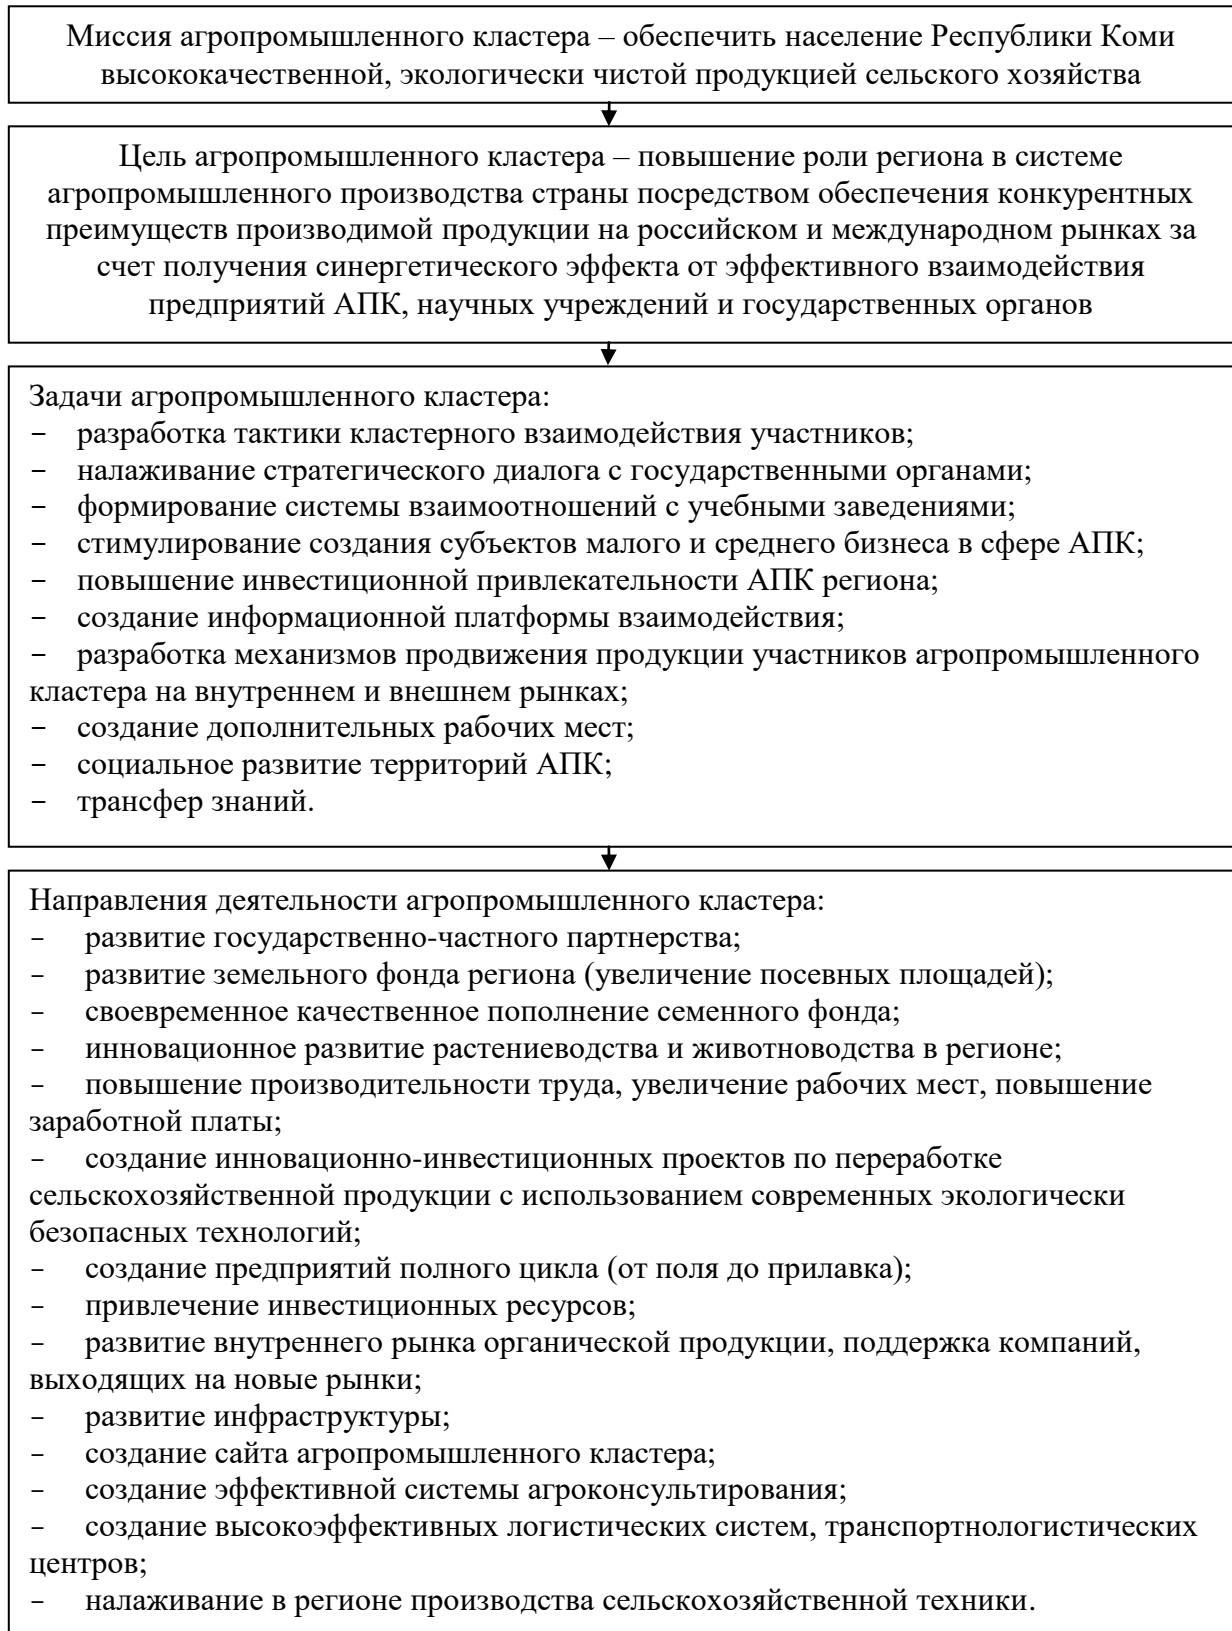 Миссия агропромышленного кластера – обеспечить население Республики Коми
высококачественной, экологически чистой продукцией сельского хозяйства
Цель агропромышленного кластера – повышение роли региона в системе
агропромышленного производства страны посредством обеспечения конкурентных
преимуществ производимой продукции на российском и международном рынках за
счет получения синергетического эффекта от эффективного взаимодействия
предприятий АПК, научных учреждений и государственных органов
Задачи агропромышленного кластера:
– разработка тактики кластерного взаимодействия участников;
– налаживание стратегического диалога с государственными органами;
– формирование системы взаимоотношений с учебными заведениями;
– стимулирование создания субъектов малого и среднего бизнеса в сфере АПК;
– повышение инвестиционной привлекательности АПК региона;
– создание информационной платформы взаимодействия;
– разработка механизмов продвижения продукции участников агропромышленного
кластера на внутреннем и внешнем рынках;
– создание дополнительных рабочих мест;
– социальное развитие территорий АПК;
– трансфер знаний.
Направления деятельности агропромышленного кластера:
– развитие государственно-частного партнерства;
– развитие земельного фонда региона (увеличение посевных площадей);
– своевременное качественное пополнение семенного фонда;
– инновационное развитие растениеводства и животноводства в регионе;
– повышение производительности труда, увеличение рабочих мест, повышение
заработной платы;
– создание инновационно-инвестиционных проектов по переработке
сельскохозяйственной продукции с использованием современных экологически
безопасных технологий;
– создание предприятий полного цикла (от поля до прилавка);
– привлечение инвестиционных ресурсов;
– развитие внутреннего рынка органической продукции, поддержка компаний,
выходящих на новые рынки;
– развитие инфраструктуры;
– создание сайта агропромышленного кластера;
– создание эффективной системы агроконсультирования;
– создание высокоэффективных логистических систем, транспортнологистических
центров;
– налаживание в регионе производства сельскохозяйственной техники.